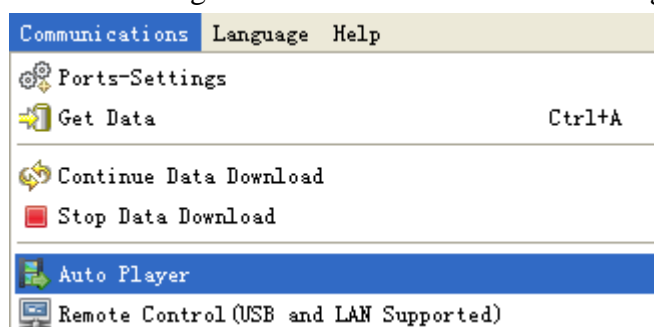 Communications Language Help
Ports-Settings
Get Data Ctrl+A
Continue Data Download
Stop Data Download
Auto Player
Remote Control(USB and LAN Supported)